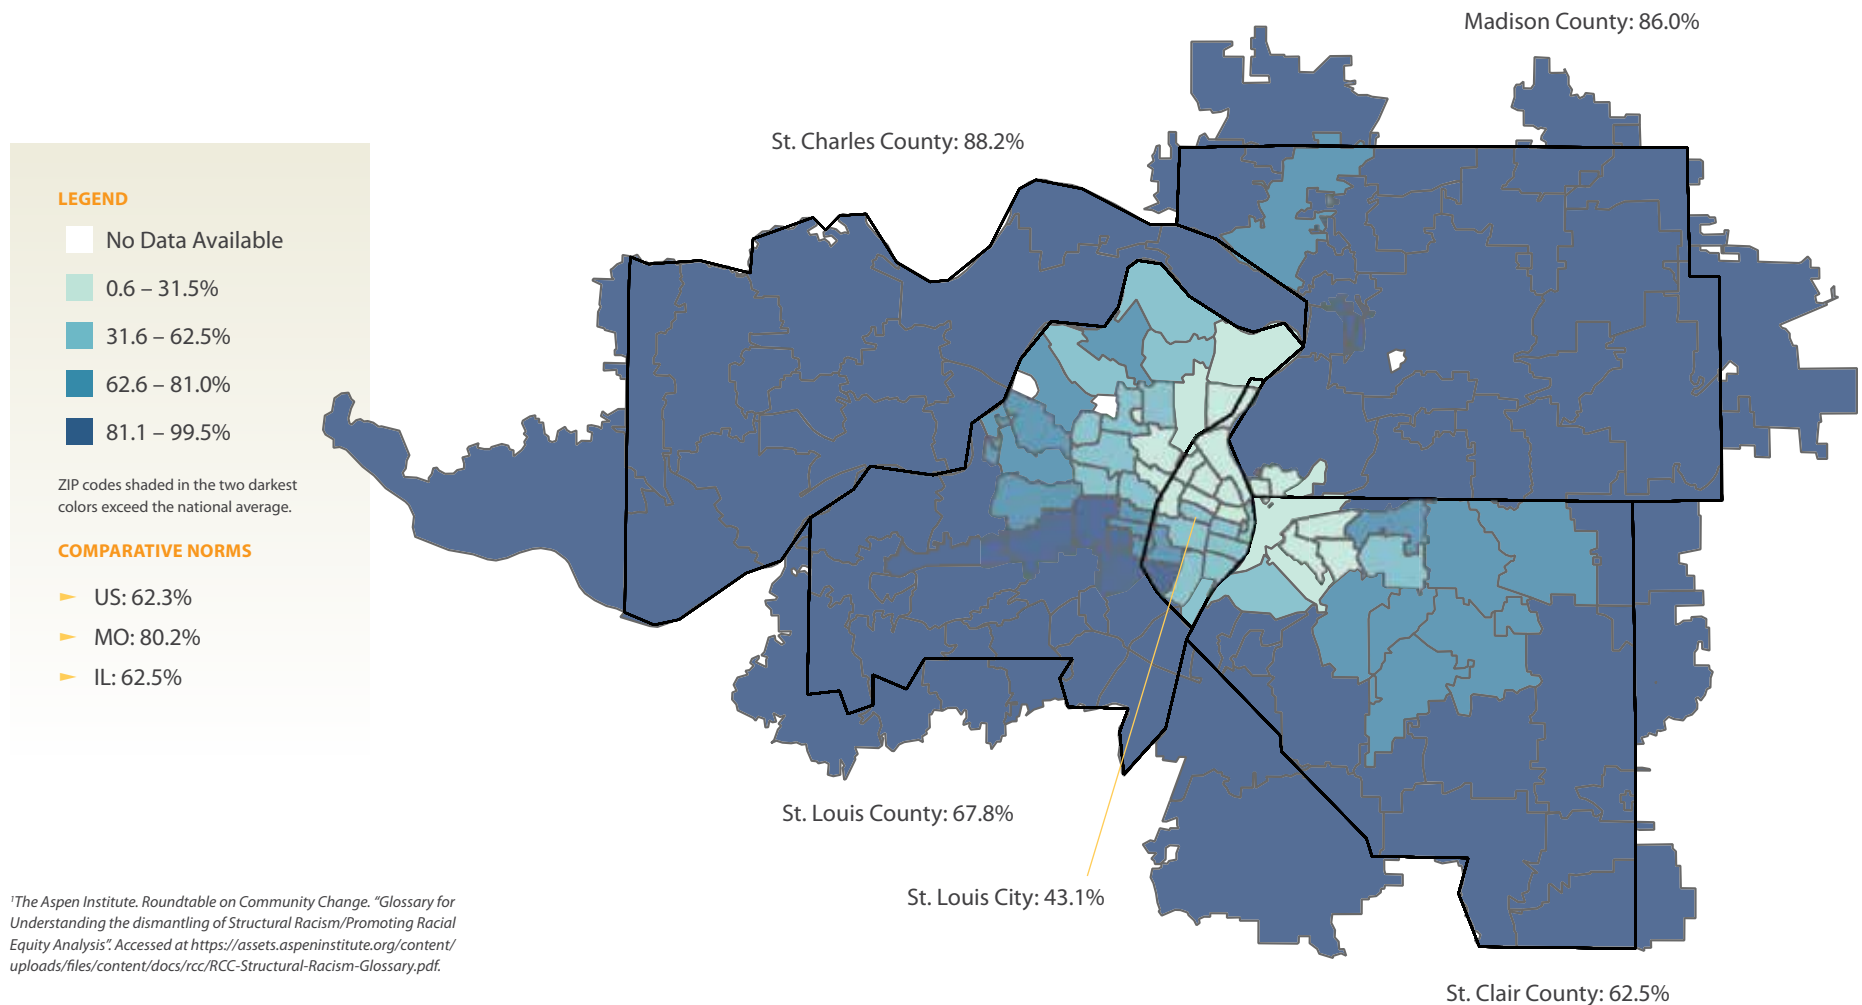 Madison County: 86.0%
St. Charles County: 88.2%
LEGEND
No Data Available
0.6 – 31.5%
31.6 – 62.5%
62.6 – 81.0%
81.1 – 99.5%
ZIP codes shaded in the two darkest
colors exceed the national average.
COMPARATIVE NORMS
► US: 62.3%
► MO: 80.2%
► IL: 62.5%
St. Louis County: 67.8%
St. Louis City: 43.1%
¹The Aspen Institute. Roundtable on Community Change. "Glossary for
Understanding the dismantling of Structural Racism/Promoting Racial
Equity Analysis". Accessed at https://assets.aspeninstitute.org/content/
uploads/files/content/docs/rcc/RCC-Structural-Racism-Glossary.pdf.
St. Clair County: 62.5%